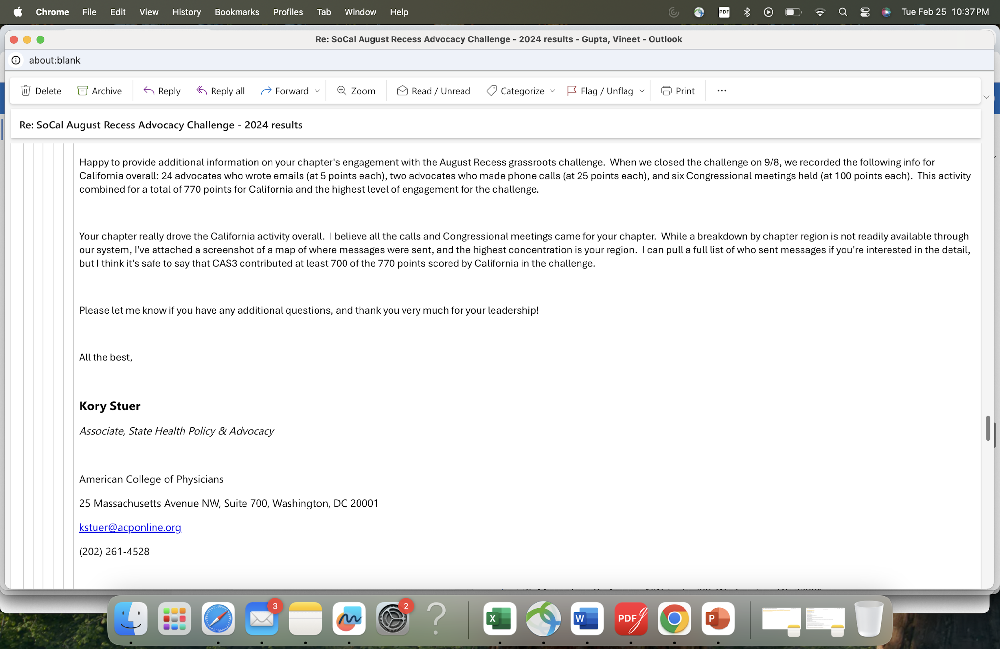 Chrome File Edit View History Bookmarks Profiles Tab Window Help PDF Tue Feb 25 10:37 PM
Re: SoCal August Recess Advocacy Challenge - 2024 results - Gupta, Vineet - Outlook
about:blank
Delete Archive Reply Reply all Forward Zoom Read / Unread Categorize Flag / Unflag Print ...
Re: SoCal August Recess Advocacy Challenge - 2024 results
Happy to provide additional information on your chapter's engagement with the August Recess grassroots challenge. When we closed the challenge on 9/8, we recorded the following info for
California overall: 24 advocates who wrote emails (at 5 points each), two advocates who made phone calls (at 25 points each), and six Congressional meetings held (at 100 points each). This activity
combined for a total of 770 points for California and the highest level of engagement for the challenge.
Your chapter really drove the California activity overall. I believe all the calls and Congressional meetings came for your chapter. While a breakdown by chapter region is not readily available through
our system, I've attached a screenshot of a map of where messages were sent, and the highest concentration is your region. I can pull a full list of who sent messages if you're interested in the detail,
but I think it's safe to say that CAS3 contributed at least 700 of the 770 points scored by California in the challenge.
Please let me know if you have any additional questions, and thank you very much for your leadership!
All the best,
Kory Stuer
Associate, State Health Policy & Advocacy
American College of Physicians
25 Massachusetts Avenue NW, Suite 700, Washington, DC 20001
kstuer@acponline.org
(202) 261-4528
3 2 ? X W PDF P